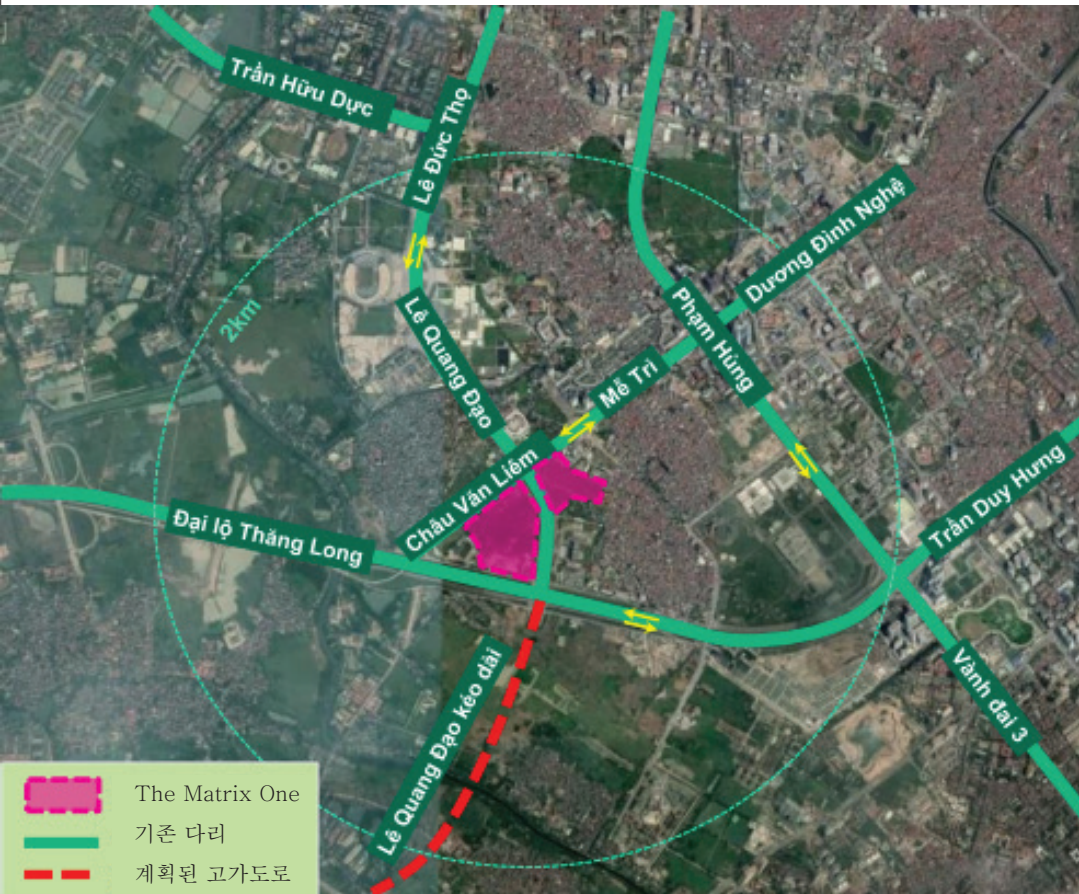 Trần Hữu Dực
Lê Đức Thọ
Dương Đình Nghệ
2km
Lê Quang Đạo
Phạm Hùng
Mễ Trì
Châu Văn Liêm
Trần Duy Hưng
Đại lộ Thăng Long
Lê Quang Đạo kéo dài
Vành đai 3
The Matrix One
기존 다리
계획된 고가도로